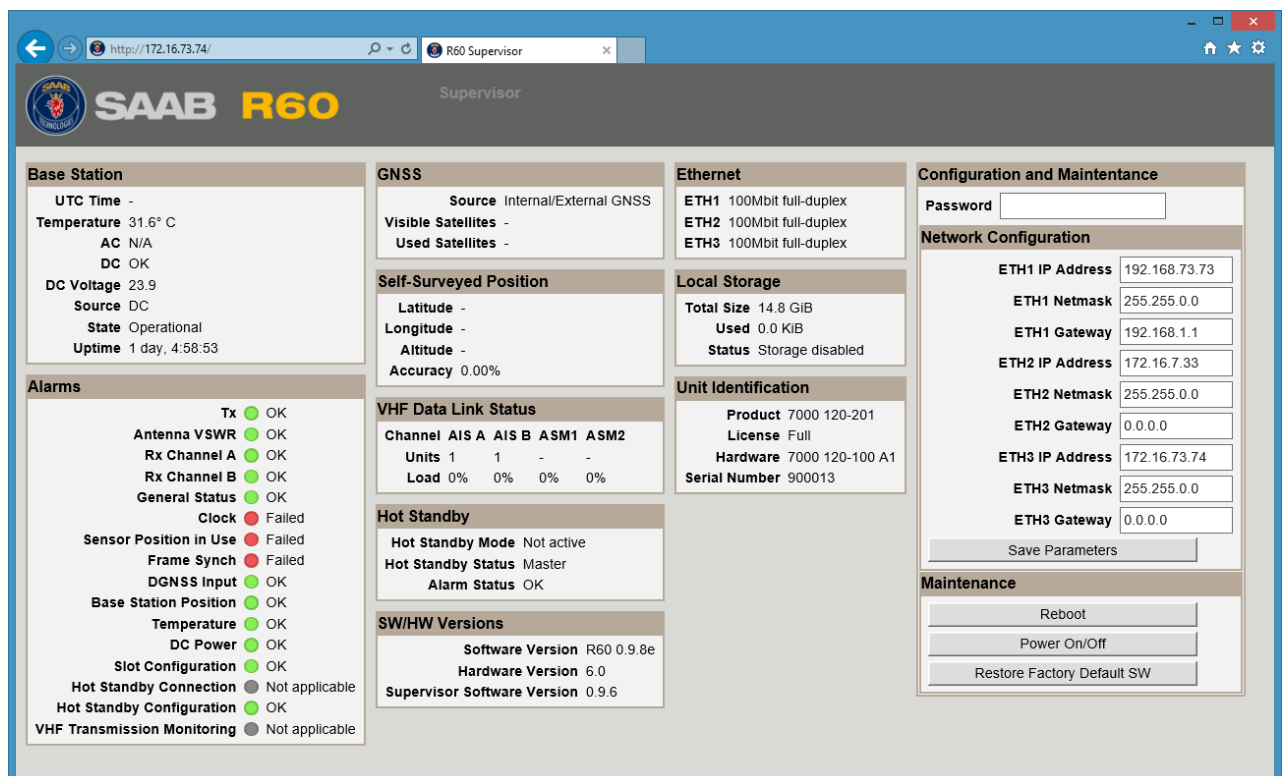 http://172.16.73.74/
R60 Supervisor
SAAB
TECHNOLOGIES
SAAB R60
Supervisor
Base Station
UTC Time -
Temperature 31.6° C
AC N/A
DC OK
DC Voltage 23.9
Source DC
State Operational
Uptime 1 day, 4:58:53
Alarms
Tx OK
Antenna VSWR OK
Rx Channel A OK
Rx Channel B OK
General Status OK
Clock Failed
Sensor Position in Use Failed
Frame Synch Failed
DGNSS Input OK
Base Station Position OK
Temperature OK
DC Power OK
Slot Configuration OK
Hot Standby Connection Not applicable
Hot Standby Configuration OK
VHF Transmission Monitoring Not applicable
GNSS
Source Internal/External GNSS
Visible Satellites -
Used Satellites -
Self-Surveyed Position
Latitude -
Longitude -
Altitude -
Accuracy 0.00%
VHF Data Link Status
Channel AIS A AIS B ASM1 ASM2
Units 1 1 - -
Load 0% 0% 0% 0%
Hot Standby
Hot Standby Mode Not active
Hot Standby Status Master
Alarm Status OK
SW/HW Versions
Software Version R60 0.9.8e
Hardware Version 6.0
Supervisor Software Version 0.9.6
Ethernet
ETH1 100Mbit full-duplex
ETH2 100Mbit full-duplex
ETH3 100Mbit full-duplex
Local Storage
Total Size 14.8 GiB
Used 0.0 KiB
Status Storage disabled
Unit Identification
Product 7000 120-201
License Full
Hardware 7000 120-100 A1
Serial Number 900013
Configuration and Maintentance
Password
Network Configuration
ETH1 IP Address 192.168.73.73
ETH1 Netmask 255.255.0.0
ETH1 Gateway 192.168.1.1
ETH2 IP Address 172.16.7.33
ETH2 Netmask 255.255.0.0
ETH2 Gateway 0.0.0.0
ETH3 IP Address 172.16.73.74
ETH3 Netmask 255.255.0.0
ETH3 Gateway 0.0.0.0
Save Parameters
Maintenance
Reboot
Power On/Off
Restore Factory Default SW